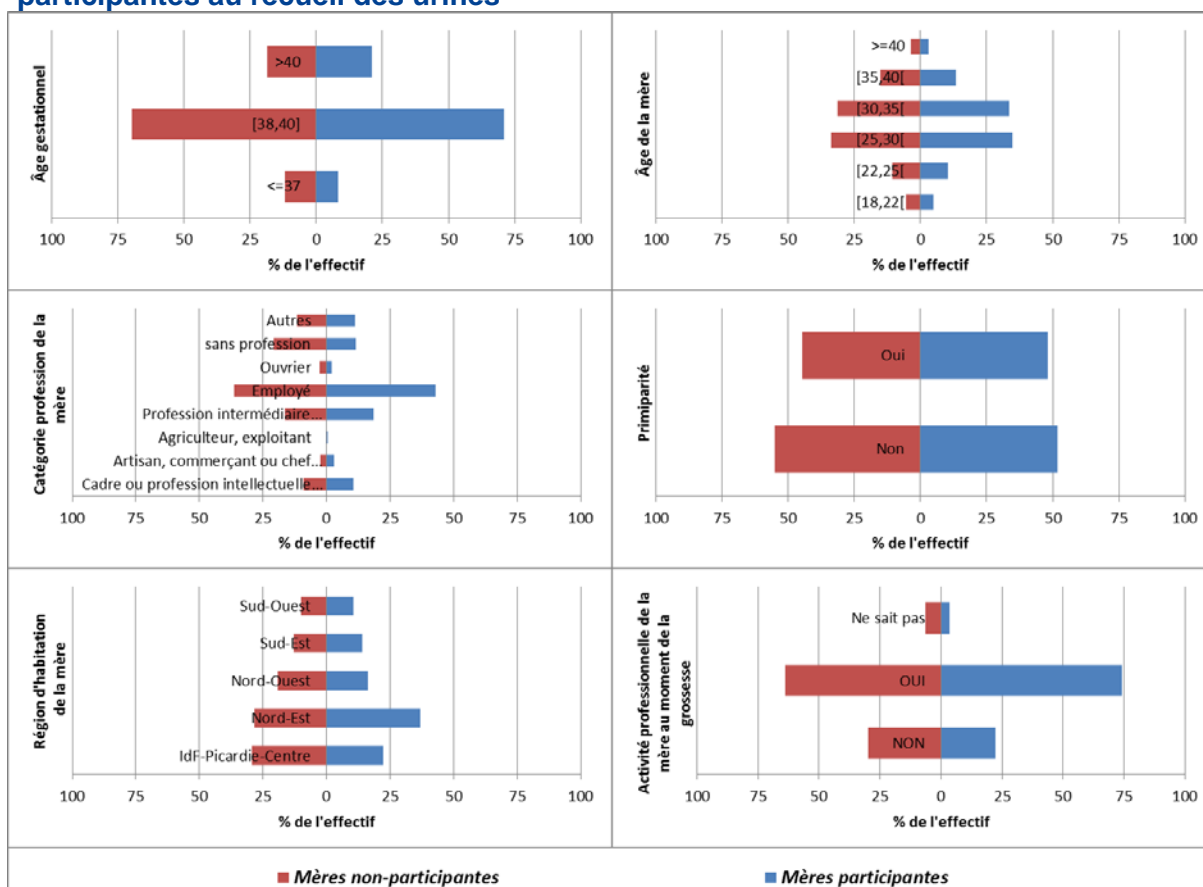 participantes au recueil des urines
Âge gestationnel
>40
[38,40]
<=37
100 75 50 25 0 25 50 75 100
% de l'effectif
Âge de la mère
>=40
[35,40[
[30,35[
[25,30[
[22,25[
[18,22[
100 75 50 25 0 25 50 75 100
% de l'effectif
Catégorie profession de la
mère
Autres
sans profession
Ouvrier
Employé
Profession intermédiaire...
Agriculteur, exploitant
Artisan, commerçant ou chef...
Cadre ou profession intellectuelle...
100 75 50 25 0 25 50 75 100
% de l'effectif
Primiparité
Oui
Non
100 75 50 25 0 25 50 75 100
% de l'effectif
Région d'habitation
de la mère
Sud-Ouest
Sud-Est
Nord-Ouest
Nord-Est
IdF-Picardie-Centre
100 75 50 25 0 25 50 75 100
% de l'effectif
Activité professionnelle de la
mère au moment de la
grossesse
Ne sait pas
OUI
NON
100 75 50 25 0 25 50 75 100
% de l'effectif
Mères non-participantes
Mères participantes